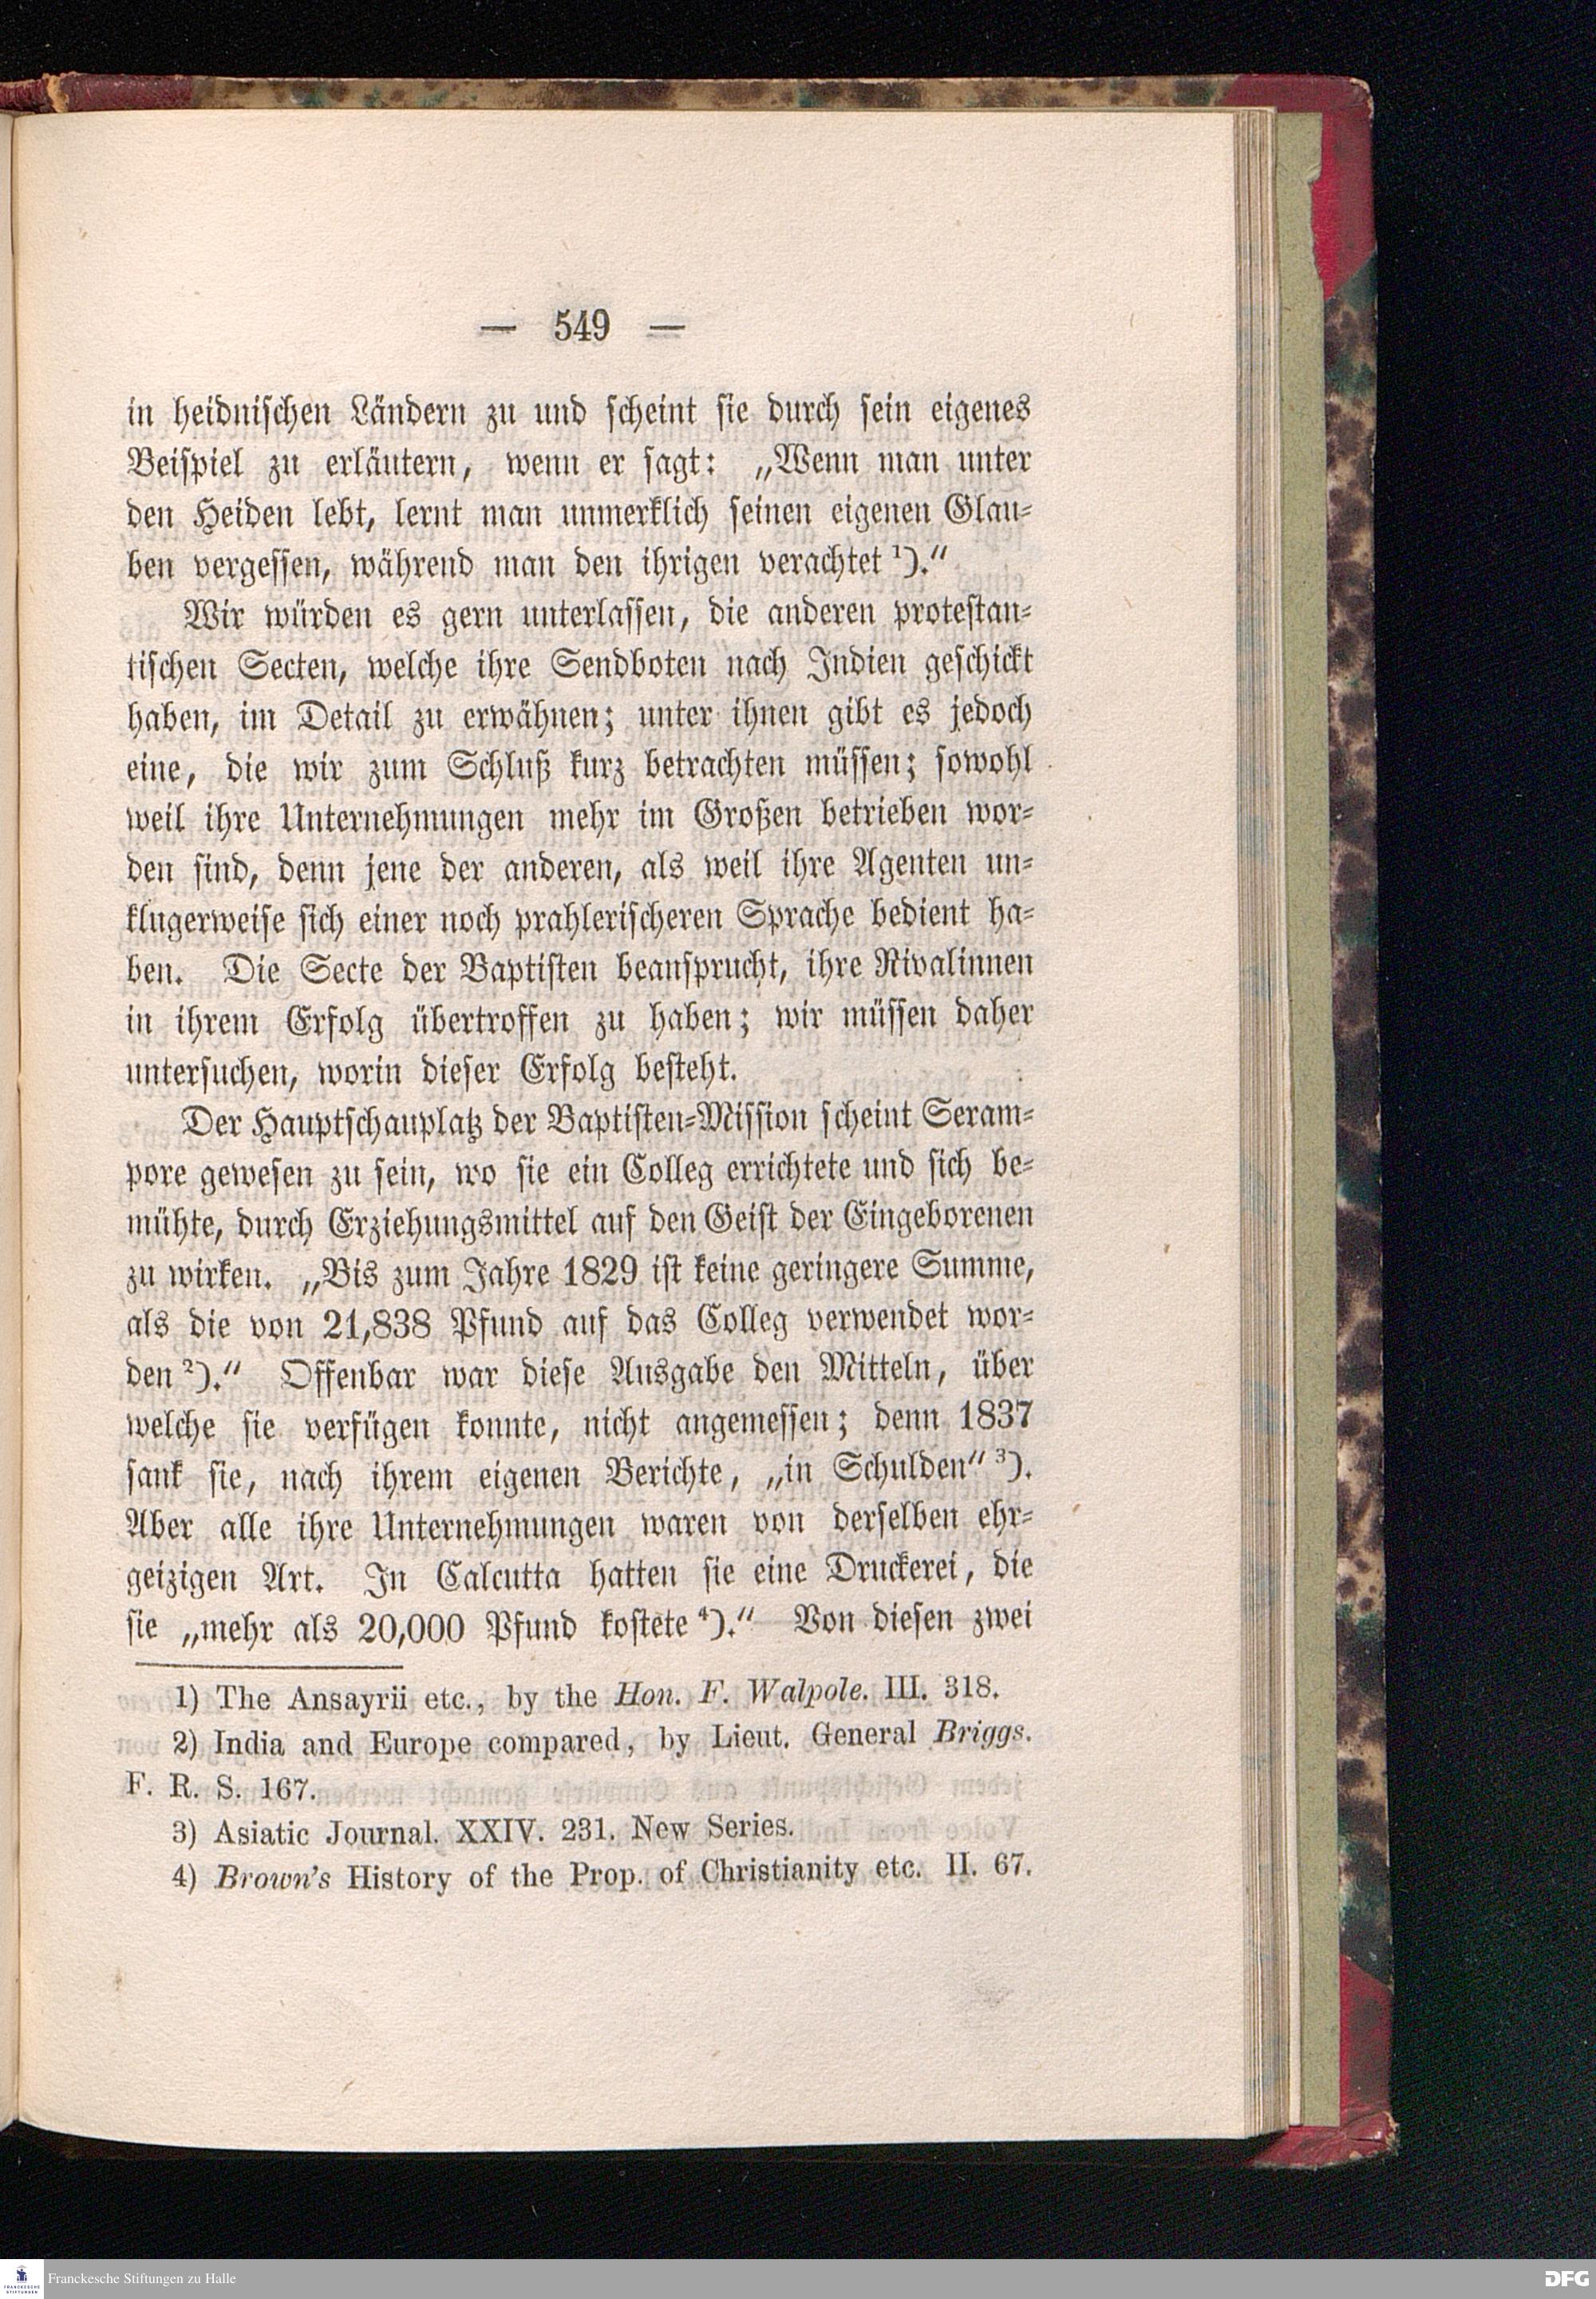 — 549 —
in heidnischen Ländern zu und scheint sie durch sein eigenes
Beispiel zu erläutern, wenn er sagt: „Wenn man unter
den Heiden lebt, lernt man unmerklich seinen eigenen Glau-
ben vergessen, während man den ihrigen verachtet ¹).“
Wir würden es gern unterlassen, die anderen protestan-
tischen Secten, welche ihre Sendboten nach Indien geschickt
haben, im Detail zu erwähnen; unter ihnen gibt es jedoch
eine, die wir zum Schluß kurz betrachten müssen; sowohl
weil ihre Unternehmungen mehr im Großen betrieben wor-
den sind, denn jene der anderen, als weil ihre Agenten un-
klugerweise sich einer noch prahlerischeren Sprache bedient ha-
ben. Die Secte der Baptisten beansprucht, ihre Rivalinnen
in ihrem Erfolg übertroffen zu haben; wir müssen daher
untersuchen, worin dieser Erfolg besteht.
Der Hauptschauplatz der Baptisten-Mission scheint Seram-
pore gewesen zu sein, wo sie ein Colleg errichtete und sich be-
mühte, durch Erziehungsmittel auf den Geist der Eingeborenen
zu wirken. „Bis zum Jahre 1829 ist keine geringere Summe,
als die von 21,838 Pfund auf das Colleg verwendet wor-
den ²).“ Offenbar war diese Ausgabe den Mitteln, über
welche sie verfügen konnte, nicht angemessen; denn 1837
sank sie, nach ihrem eigenen Berichte, „in Schulden“ ³).
Aber alle ihre Unternehmungen waren von derselben ehr-
geizigen Art. In Calcutta hatten sie eine Druckerei, die
sie „mehr als 20,000 Pfund kostete ⁴).“ Von diesen zwei
1) The Ansayrii etc., by the Hon. F. Walpole. III. 318.
2) India and Europe compared, by Lieut. General Briggs.
F. R. S. 167.
3) Asiatic Journal. XXIV. 231. New Series.
4) Brown's History of the Prop. of Christianity etc. II. 67.
FRANCKESCHE STIFTUNGEN
Franckesche Stiftungen zu Halle
DFG